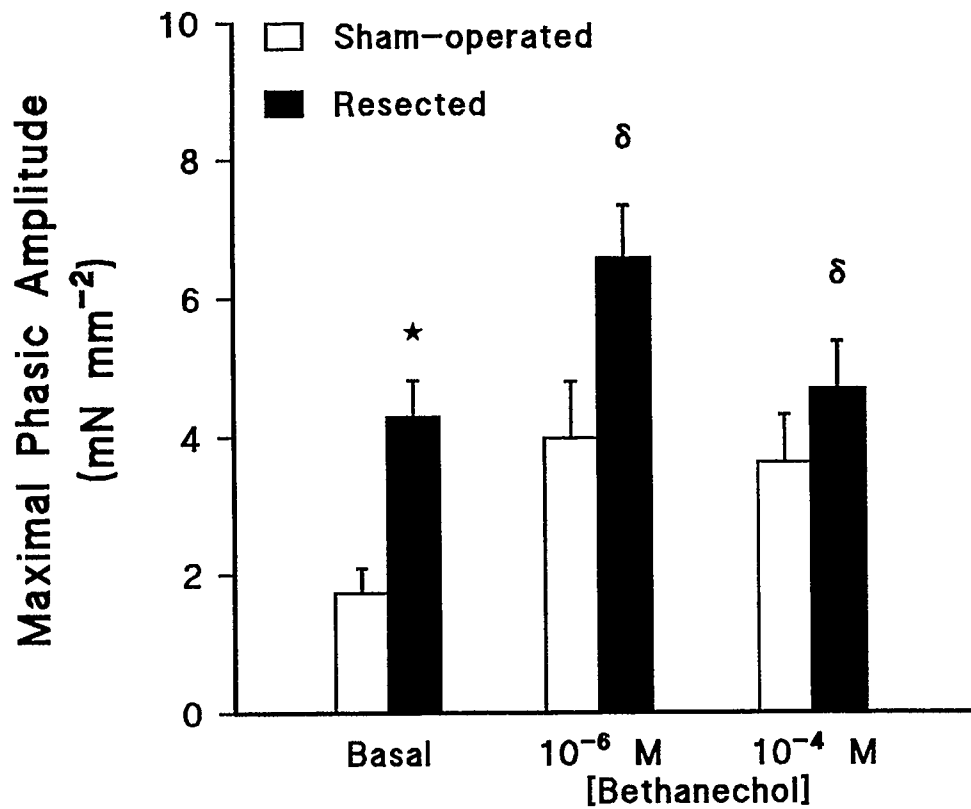 Maximal Phasic Amplitude
(mN mm⁻²)
10
8
6
4
2
0
Sham-operated
Resected
★
δ
δ
Basal
10⁻⁶ M
10⁻⁴ M
[Bethanechol]